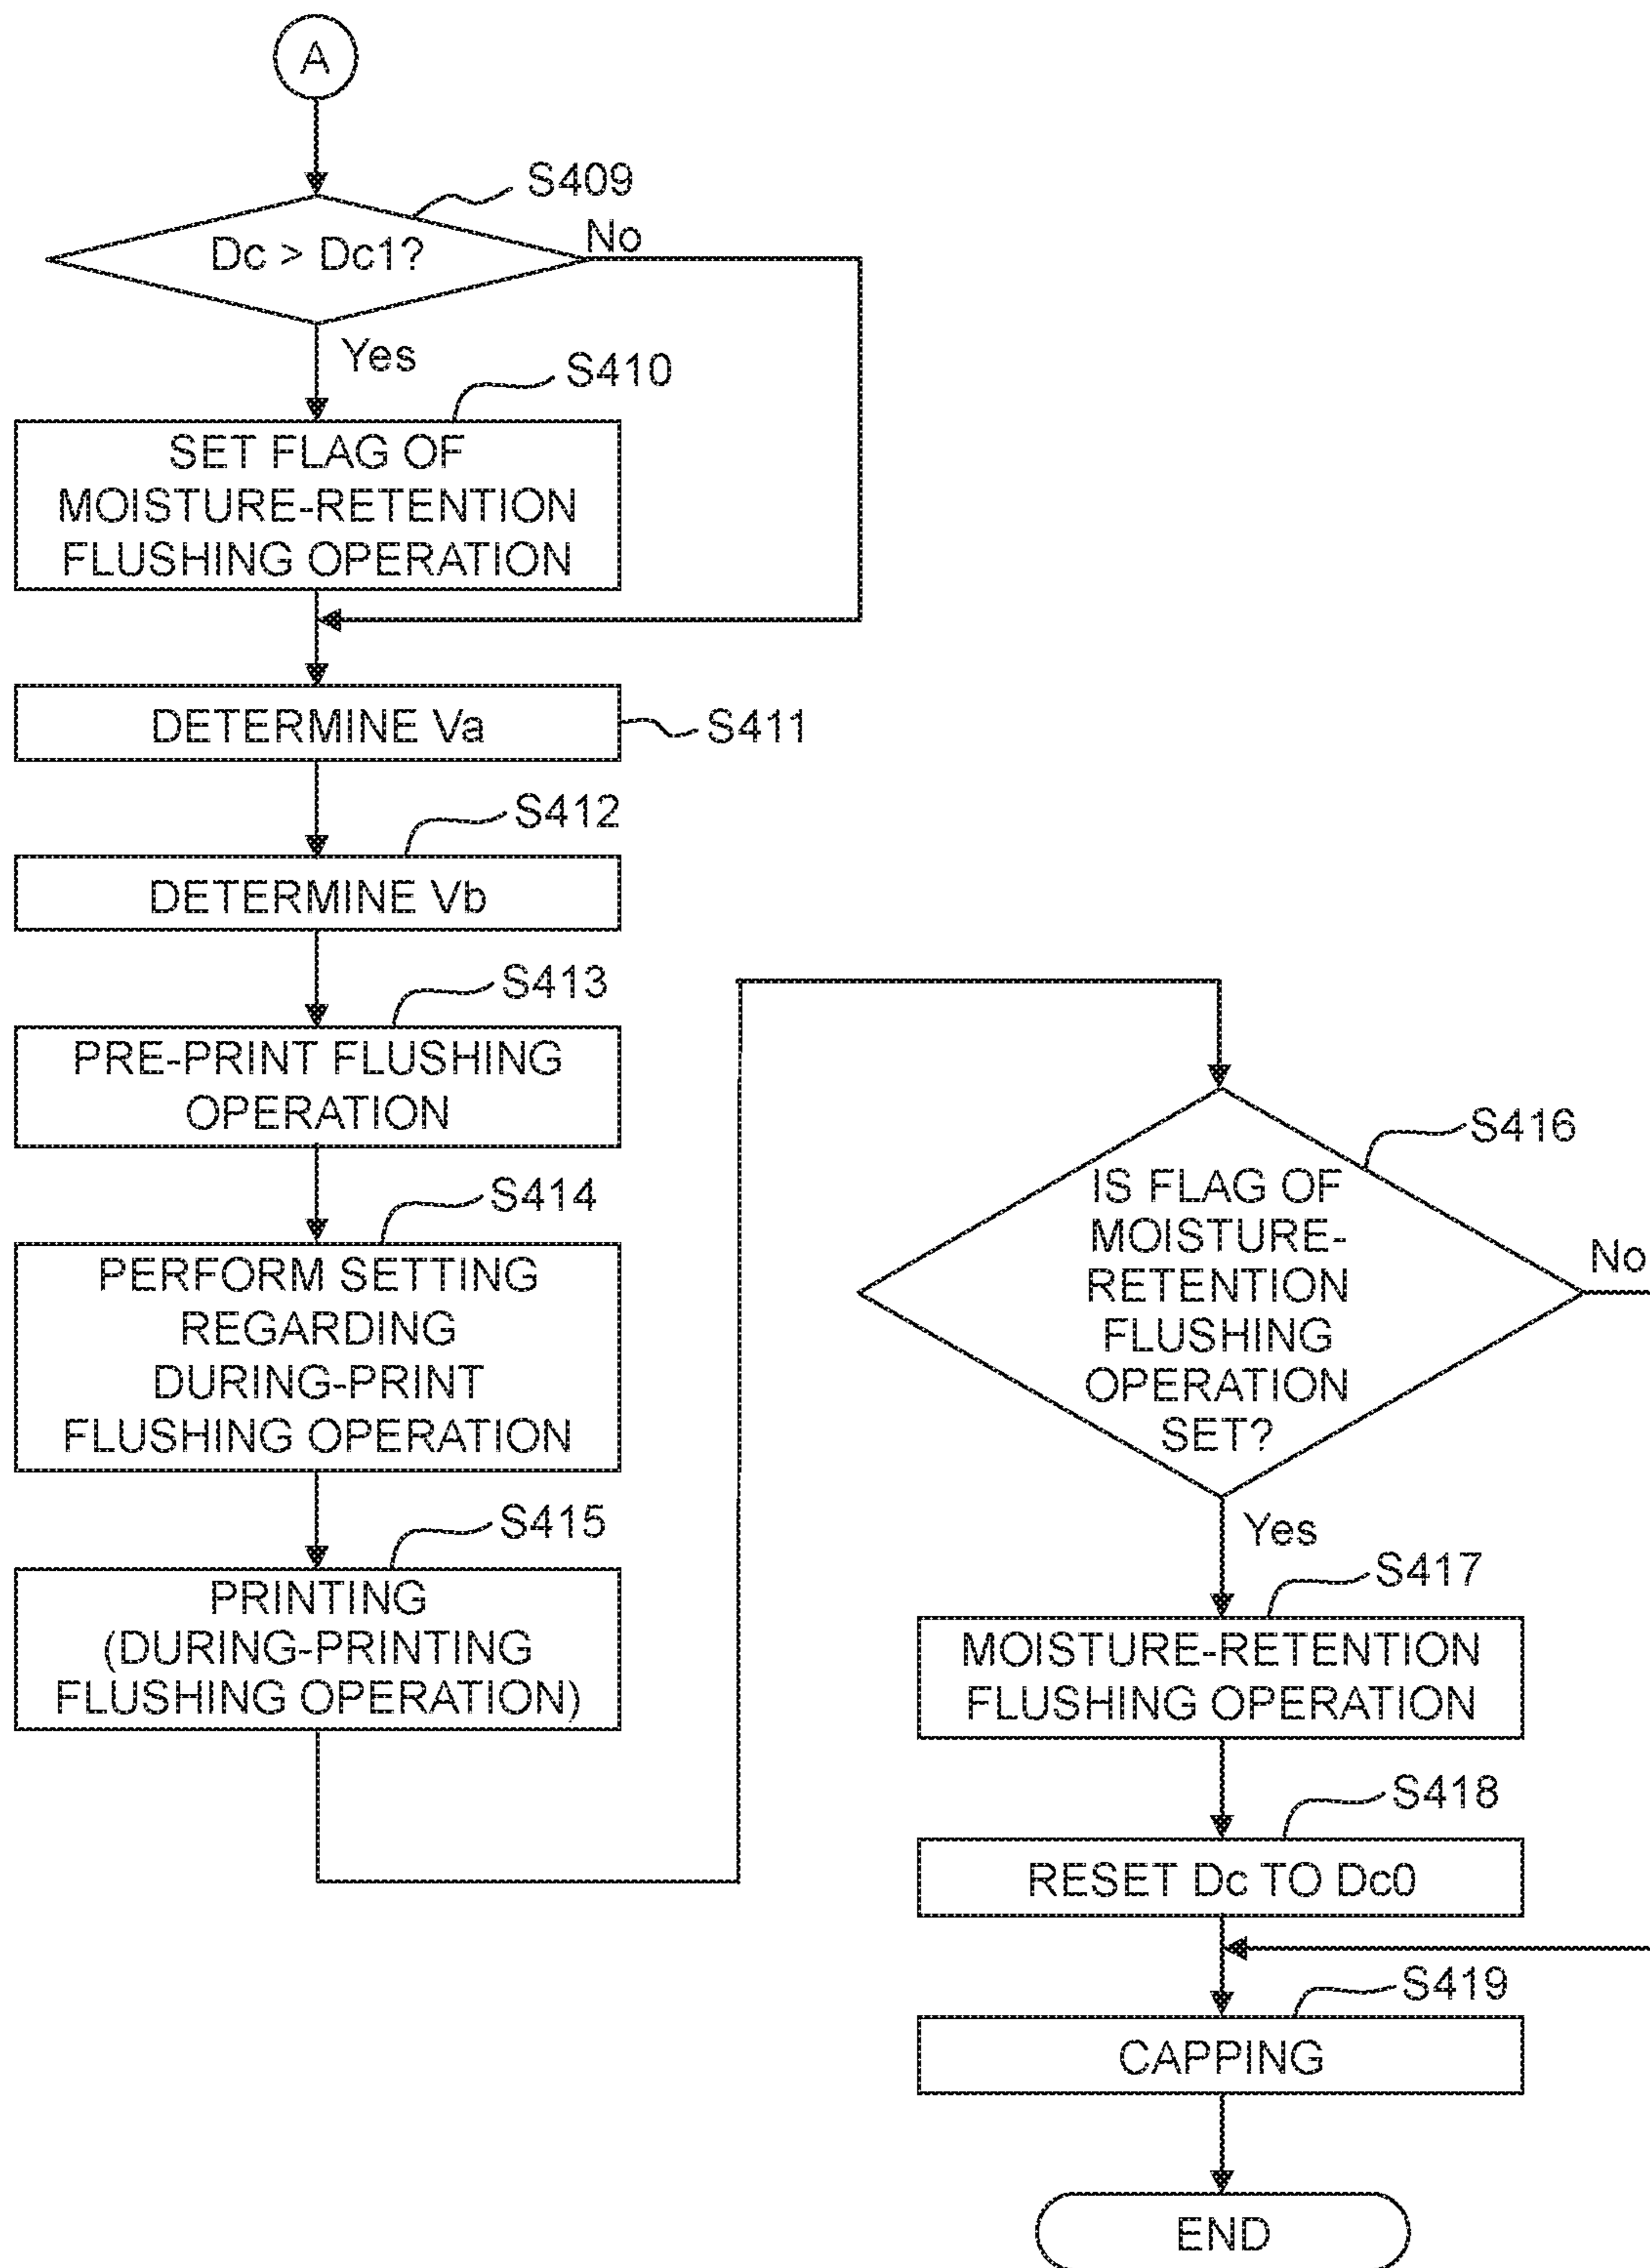 A
S409
Dc > Dc1?
No
Yes
S410
SET FLAG OF
MOISTURE-RETENTION
FLUSHING OPERATION
DETERMINE Va
S411
S412
DETERMINE Vb
S413
PRE-PRINT FLUSHING
OPERATION
S414
PERFORM SETTING
REGARDING
DURING-PRINT
FLUSHING OPERATION
S415
PRINTING
(DURING-PRINTING
FLUSHING OPERATION)
S416
IS FLAG OF
MOISTURE-
RETENTION
FLUSHING
OPERATION
SET?
No
Yes
S417
MOISTURE-RETENTION
FLUSHING OPERATION
S418
RESET Dc TO Dc0
S419
CAPPING
END